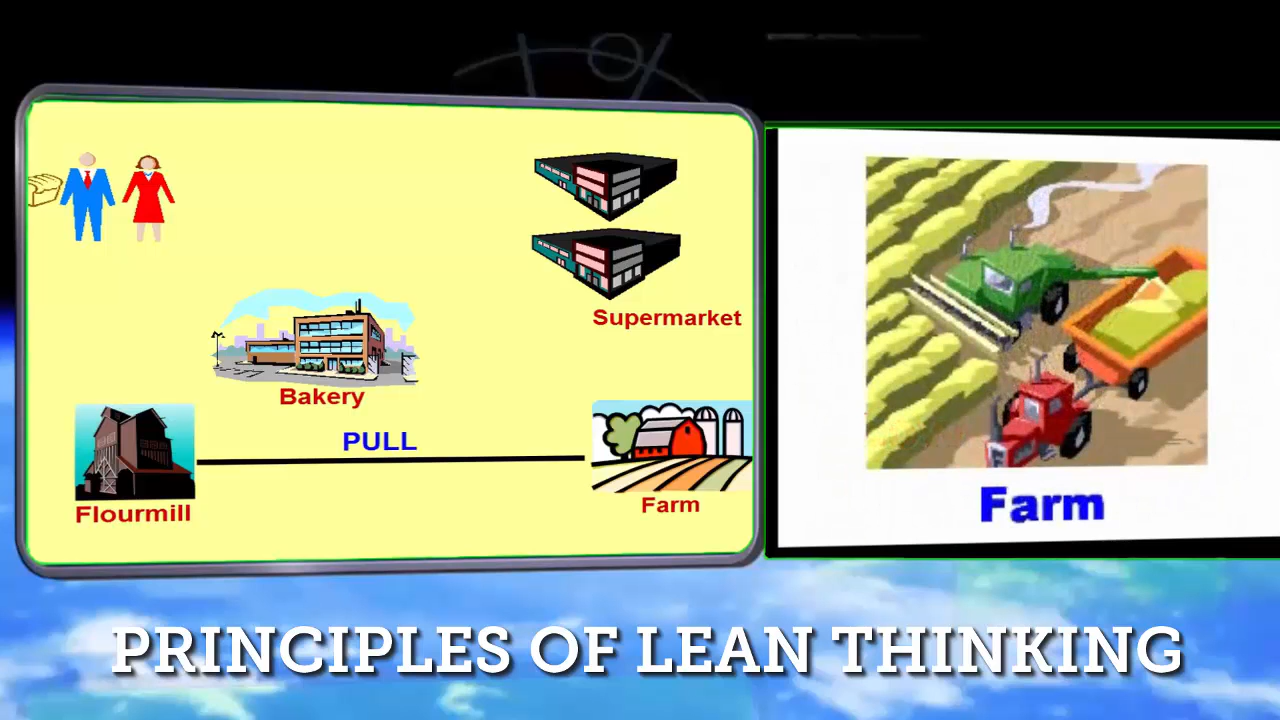 Supermarket
Bakery
PULL
Flourmill
Farm
Farm
PRINCIPLES OF LEAN THINKING